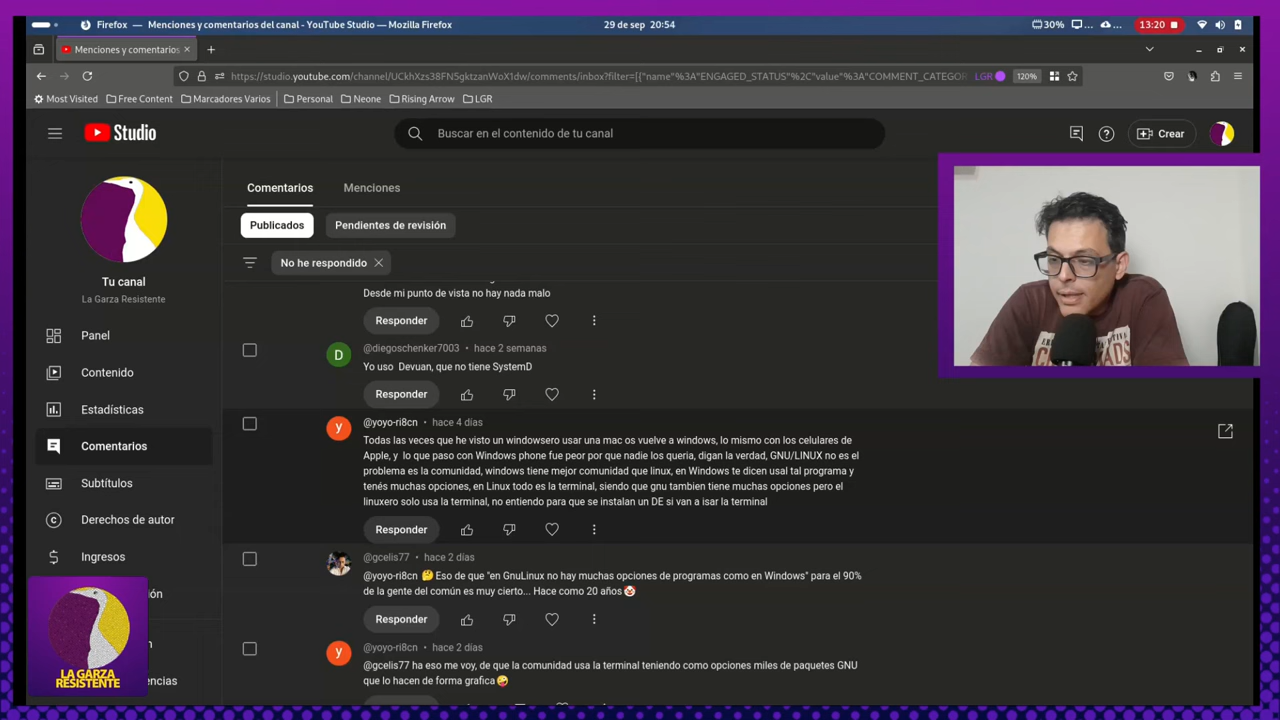 Firefox — Menciones y comentarios del canal - YouTube Studio — Mozilla Firefox
29 de sep 20:54
30%
13:20
Menciones y comentarios
https://studio.youtube.com/channel/UCkhXzs38FN5gktzanWoX1dw/comments/inbox?filter=[{"name"%3A"ENGAGED_STATUS"%2C"value"%3A"COMMENT_CATEGOR
LGR
120%
Most Visited
Free Content
Marcadores Varios
Personal
Neone
Rising Arrow
LGR
Studio
Buscar en el contenido de tu canal
Crear
Tu canal
La Garza Resistente
Panel
Contenido
Estadísticas
Comentarios
Subtítulos
Derechos de autor
Ingresos
LA GARZA
RESISTENTE
Comentarios
Menciones
Publicados
Pendientes de revisión
No he respondido
Desde mi punto de vista no hay nada malo
Responder
D
@diegoschenker7003 • hace 2 semanas
Yo uso Devuan, que no tiene SystemD
Responder
y
@yoyo-ri8cn • hace 4 días
Todas las veces que he visto un windowsero usar una mac os vuelve a windows, lo mismo con los celulares de
Apple, y lo que paso con Windows phone fue peor por que nadie los queria, digan la verdad, GNU/LINUX no es el
problema es la comunidad, windows tiene mejor comunidad que linux, en Windows te dicen usal tal programa y
tenés muchas opciones, en Linux todo es la terminal, siendo que gnu tambien tiene muchas opciones pero el
linuxero solo usa la terminal, no entiendo para que se instalan un DE si van a isar la terminal
Responder
@gcelis77 • hace 2 días
@yoyo-ri8cn 🤔 Eso de que "en GnuLinux no hay muchas opciones de programas como en Windows" para el 90%
de la gente del común es muy cierto... Hace como 20 años🤡
Responder
y
@yoyo-ri8cn • hace 2 días
@gcelis77 ha eso me voy, de que la comunidad usa la terminal teniendo como opciones miles de paquetes GNU
que lo hacen de forma grafica🤪